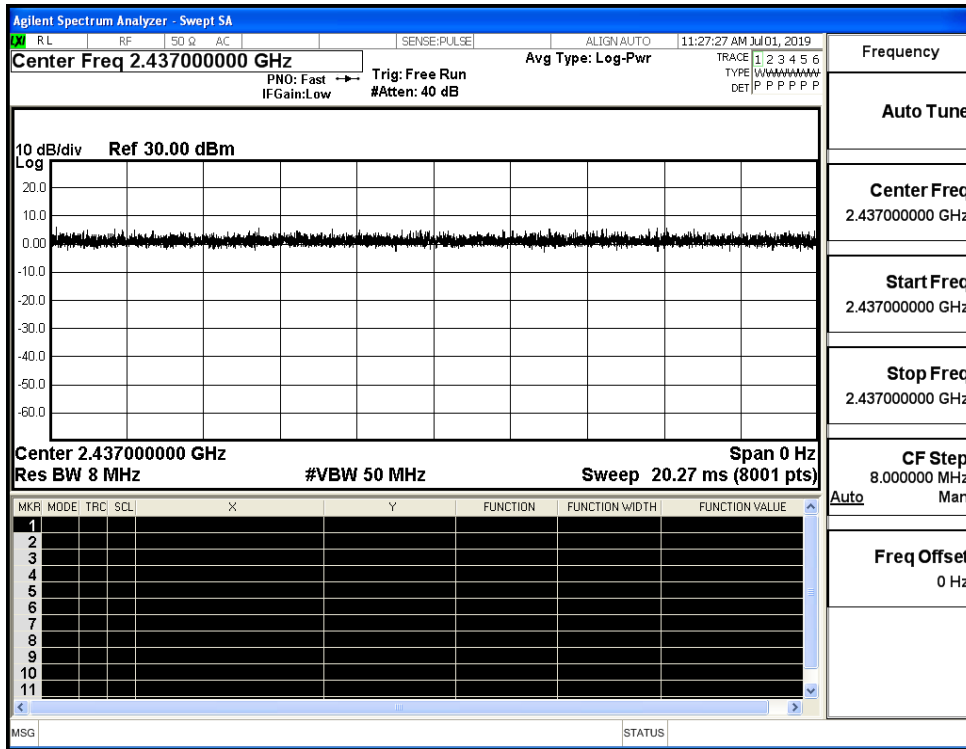 Agilent Spectrum Analyzer - Swept SA
LXI RL RF 50 Ω AC SENSE:PULSE ALIGN AUTO 11:27:27 AM Jul 01, 2019
Center Freq 2.437000000 GHz
Avg Type: Log-Pwr
TRACE 1 2 3 4 5 6
TYPE
DET P P P P P P
PNO: Fast
IFGain:Low
Trig: Free Run
#Atten: 40 dB
10 dB/div Ref 30.00 dBm
Log
20.0
10.0
0.00
-10.0
-20.0
-30.0
-40.0
-50.0
-60.0
Center 2.437000000 GHz Span 0 Hz
Res BW 8 MHz #VBW 50 MHz Sweep 20.27 ms (8001 pts)
MKR MODE TRC SCL X Y FUNCTION FUNCTION WIDTH FUNCTION VALUE
1
2
3
4
5
6
7
8
9
10
11
MSG STATUS
Frequency
Auto Tune
Center Freq
2.437000000 GHz
Start Freq
2.437000000 GHz
Stop Freq
2.437000000 GHz
CF Step
8.000000 MHz
Auto Man
Freq Offset
0 Hz